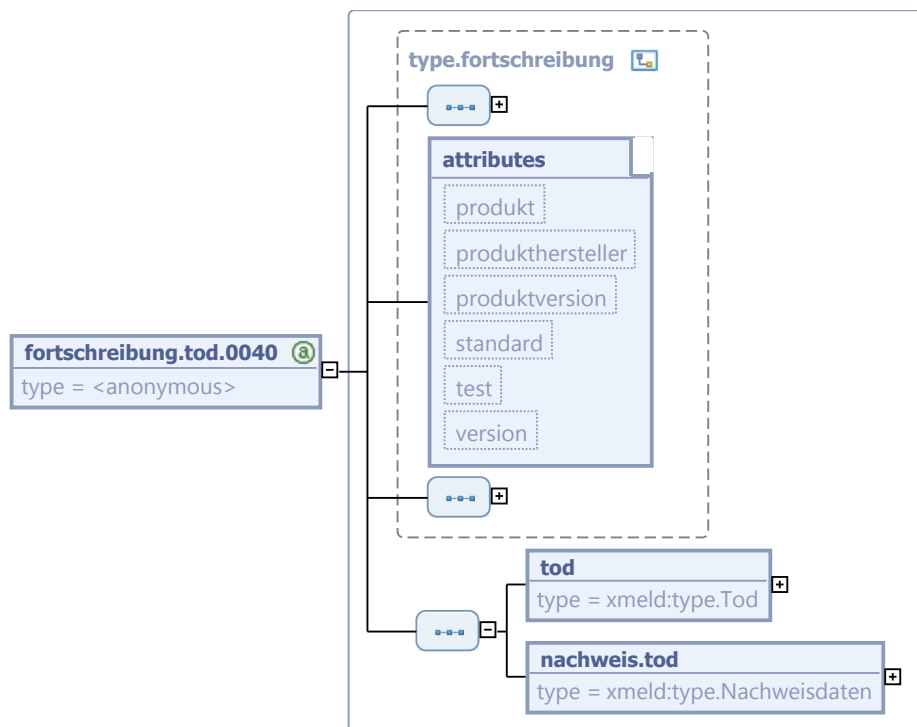 type.fortschreibung
attributes
produkt
produkthersteller
produktversion
standard
test
version
fortschreibung.tod.0040 a
type = <anonymous>
tod
type = xmeld:type.Tod
nachweis.tod
type = xmeld:type.Nachweisdaten